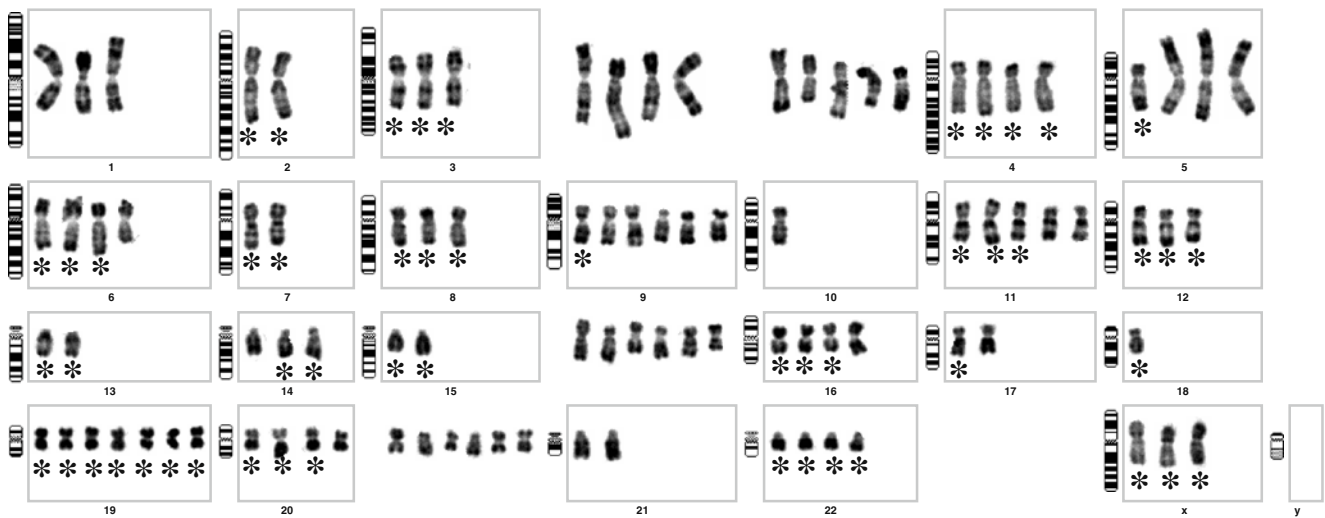 1 2 3 4 5
✻ ✻ ✻ ✻ ✻ ✻ ✻ ✻ ✻ ✻
6 7 8 9 10 11 12
✻ ✻ ✻ ✻ ✻ ✻ ✻ ✻ ✻ ✻ ✻ ✻ ✻ ✻ ✻
13 14 15 16 17 18
✻ ✻ ✻ ✻ ✻ ✻ ✻ ✻ ✻ ✻ ✻
19 20 21 22 x y
✻ ✻ ✻ ✻ ✻ ✻ ✻ ✻ ✻ ✻ ✻ ✻ ✻ ✻ ✻ ✻ ✻